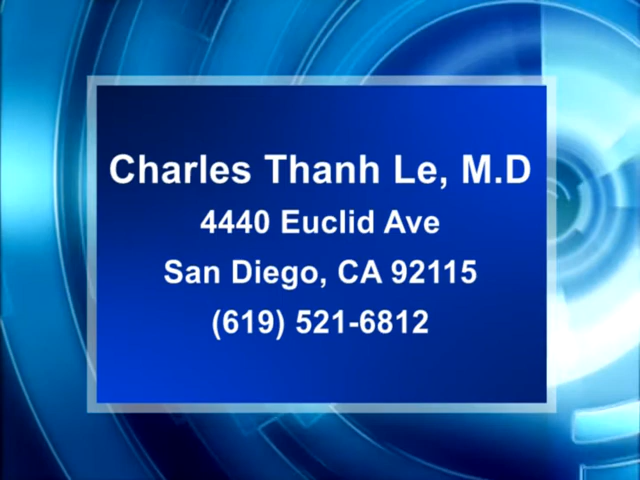 Charles Thanh Le, M.D
4440 Euclid Ave
San Diego, CA 92115
(619) 521-6812